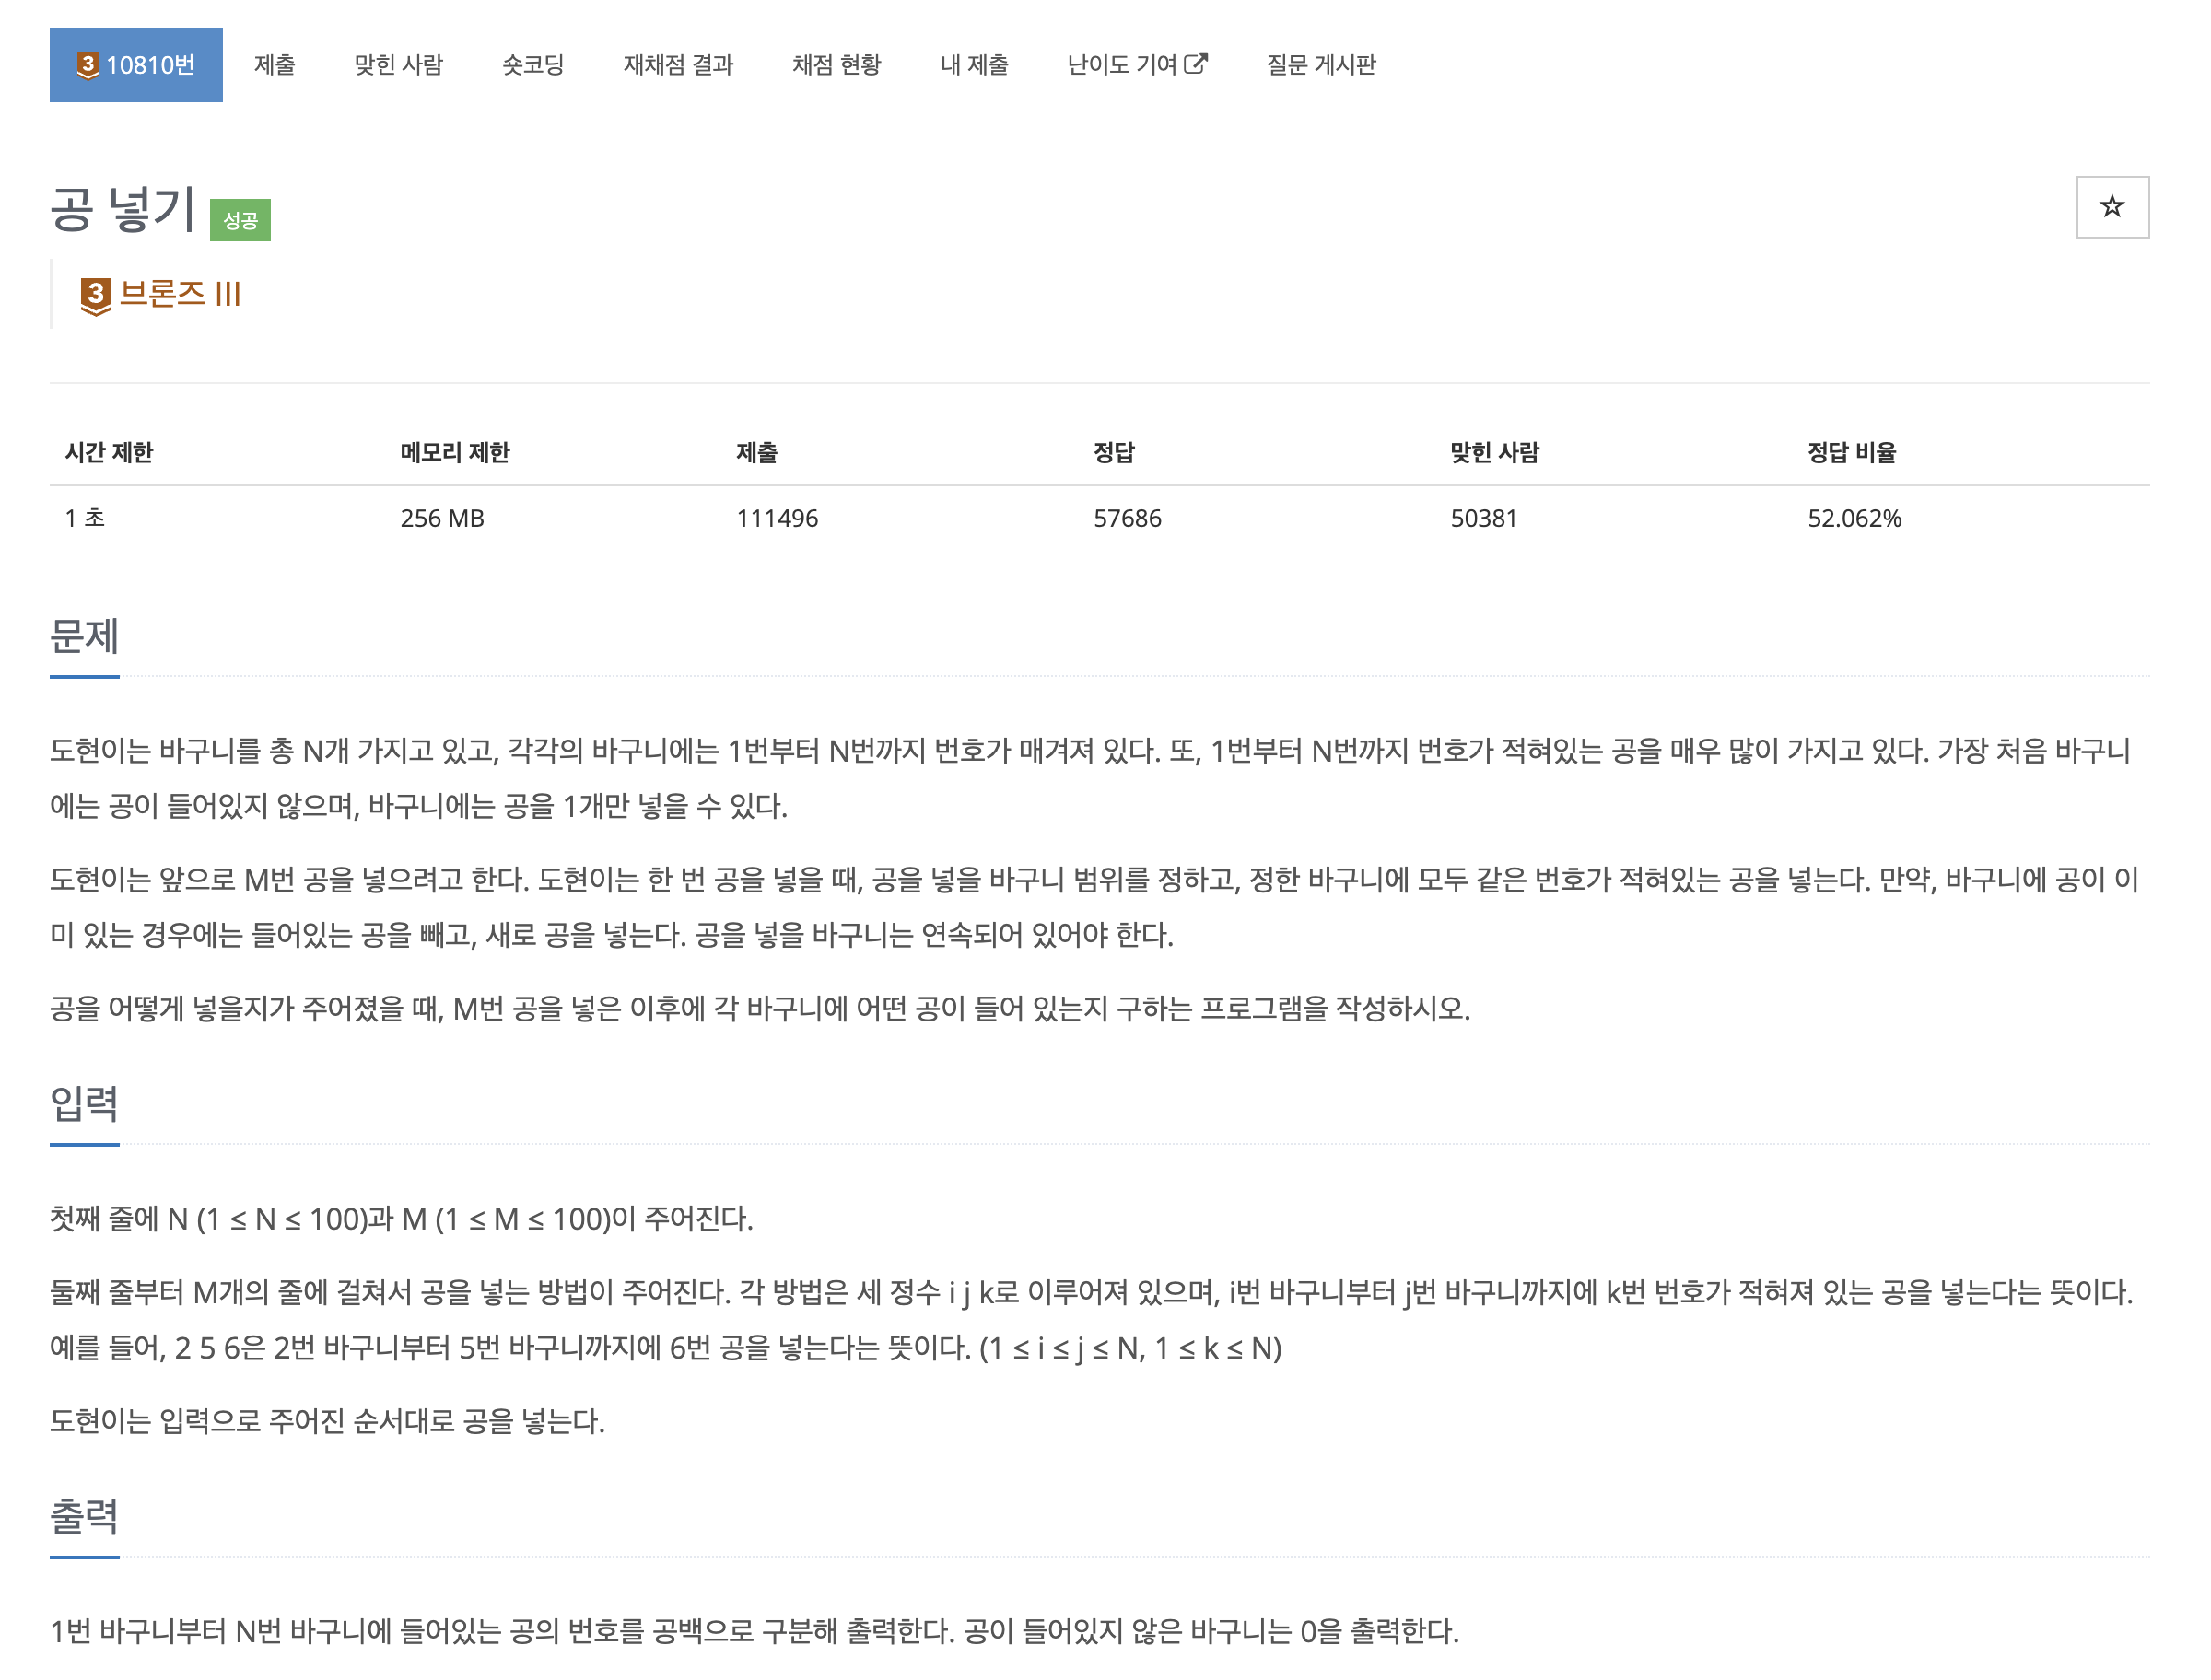 3 10810번 제출 맞힌 사람 숏코딩 재채점 결과 채점 현황 내 제출 난이도 기여 질문 게시판
공 넣기 성공
3 브론즈 III
시간 제한 메모리 제한 제출 정답 맞힌 사람 정답 비율
1 초 256 MB 111496 57686 50381 52.062%
문제
도현이는 바구니를 총 N개 가지고 있고, 각각의 바구니에는 1번부터 N번까지 번호가 매겨져 있다. 또, 1번부터 N번까지 번호가 적혀있는 공을 매우 많이 가지고 있다. 가장 처음 바구니
에는 공이 들어있지 않으며, 바구니에는 공을 1개만 넣을 수 있다.
도현이는 앞으로 M번 공을 넣으려고 한다. 도현이는 한 번 공을 넣을 때, 공을 넣을 바구니 범위를 정하고, 정한 바구니에 모두 같은 번호가 적혀있는 공을 넣는다. 만약, 바구니에 공이 이
미 있는 경우에는 들어있는 공을 빼고, 새로 공을 넣는다. 공을 넣을 바구니는 연속되어 있어야 한다.
공을 어떻게 넣을지가 주어졌을 때, M번 공을 넣은 이후에 각 바구니에 어떤 공이 들어 있는지 구하는 프로그램을 작성하시오.
입력
첫째 줄에 N (1 ≤ N ≤ 100)과 M (1 ≤ M ≤ 100)이 주어진다.
둘째 줄부터 M개의 줄에 걸쳐서 공을 넣는 방법이 주어진다. 각 방법은 세 정수 i j k로 이루어져 있으며, i번 바구니부터 j번 바구니까지에 k번 번호가 적혀져 있는 공을 넣는다는 뜻이다.
예를 들어, 2 5 6은 2번 바구니부터 5번 바구니까지에 6번 공을 넣는다는 뜻이다. (1 ≤ i ≤ j ≤ N, 1 ≤ k ≤ N)
도현이는 입력으로 주어진 순서대로 공을 넣는다.
출력
1번 바구니부터 N번 바구니에 들어있는 공의 번호를 공백으로 구분해 출력한다. 공이 들어있지 않은 바구니는 0을 출력한다.